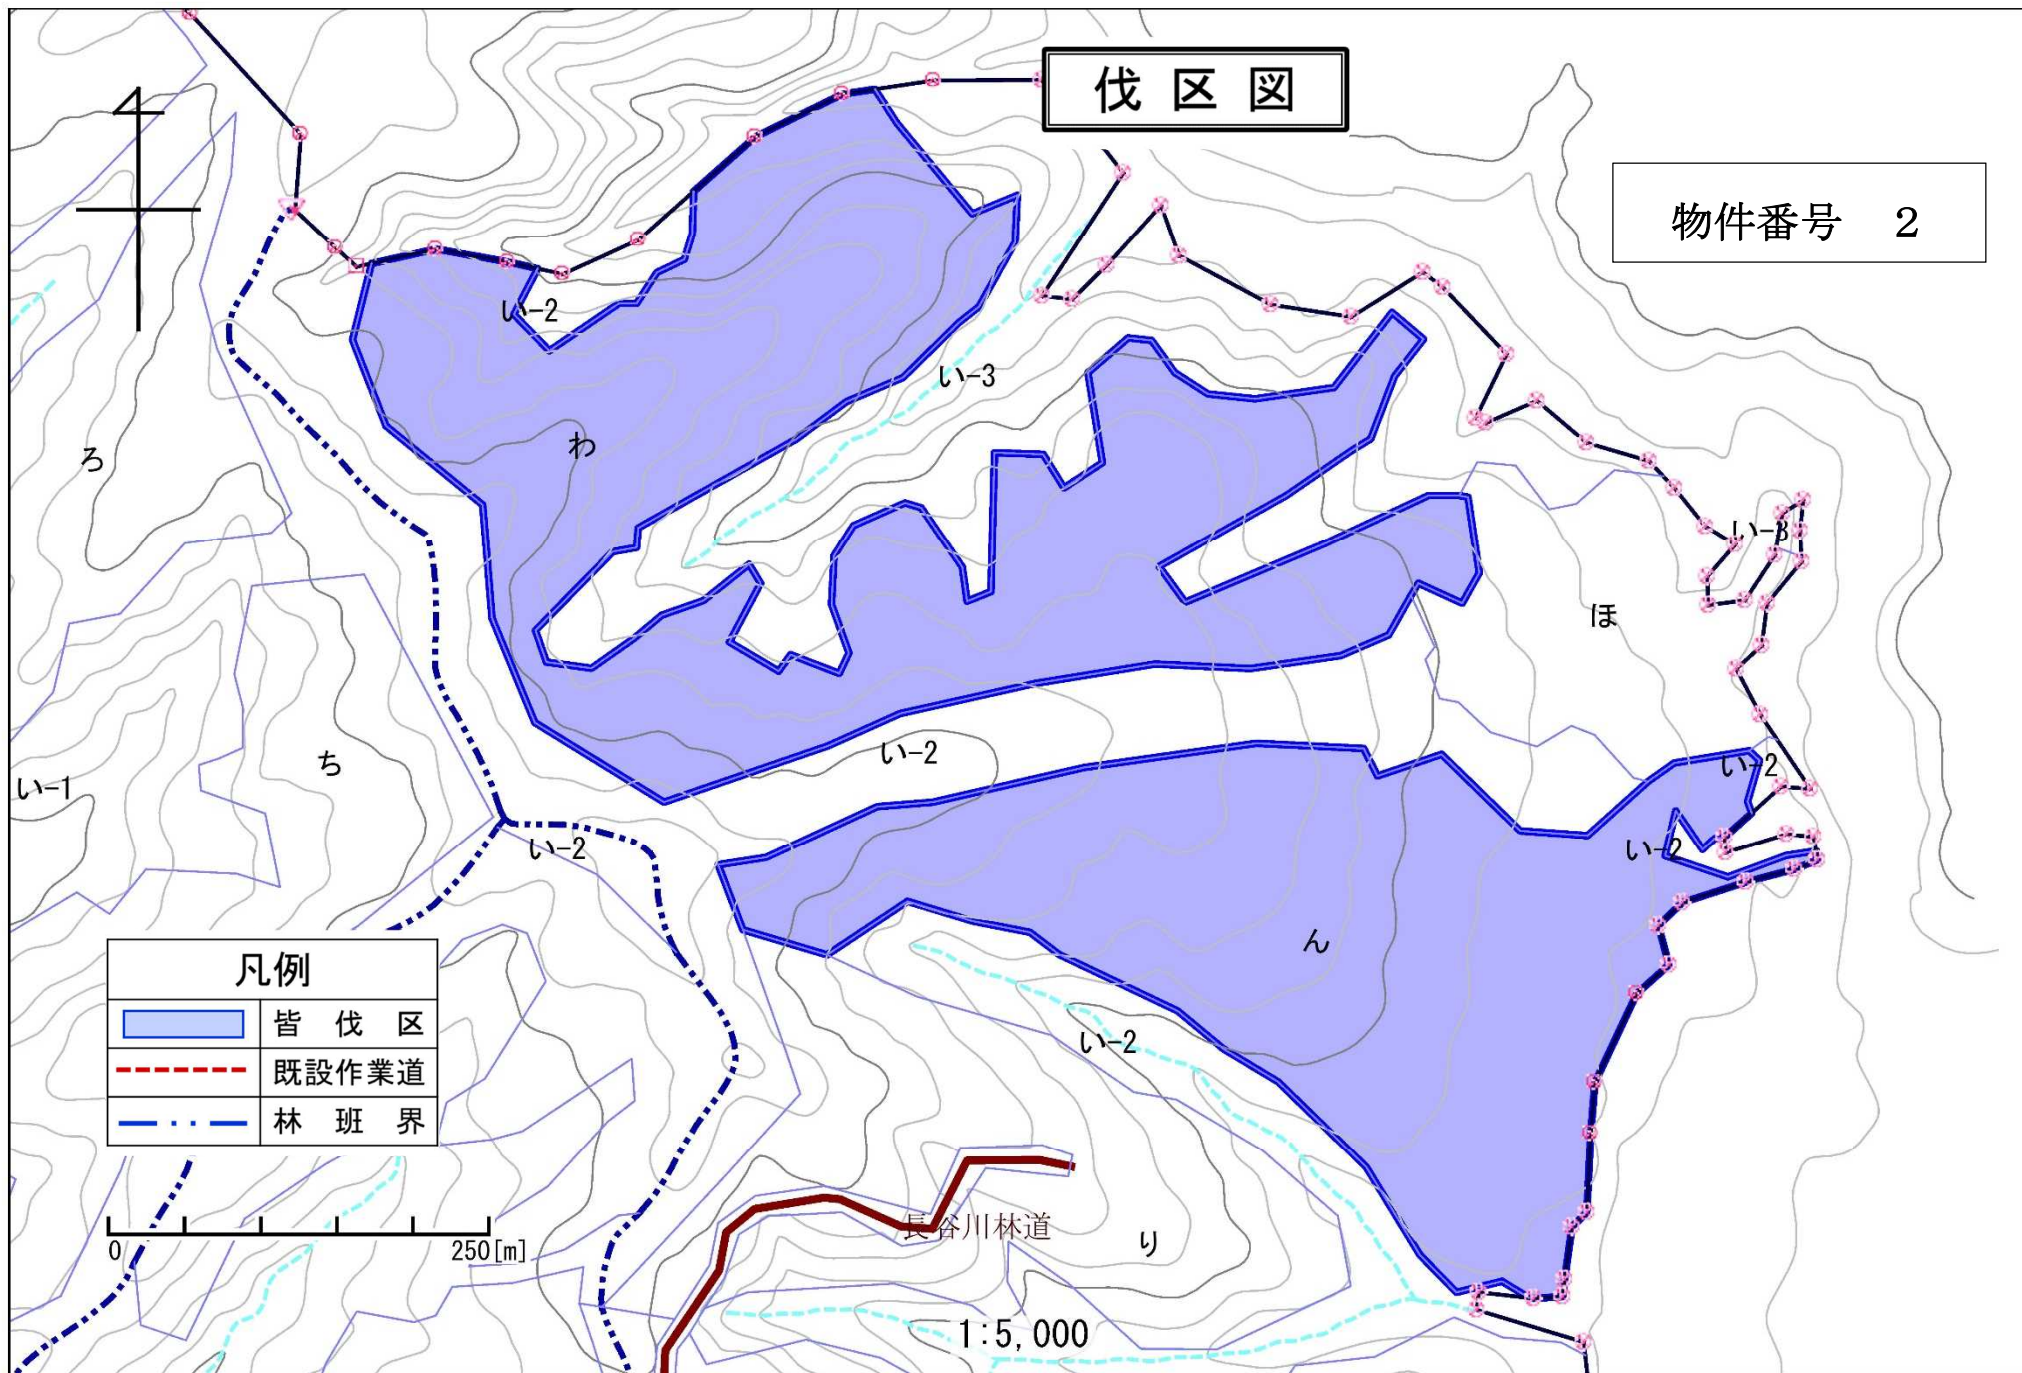 伐区図
物件番号 2
い-2
い-3
わ
ろ
い-3
ほ
ち
い-2
い-2
い-1
い-2
い-2
ん
凡例
皆伐区
既設作業道
林班界
い-2
長谷川林道
り
0 250[m]
1:5,000